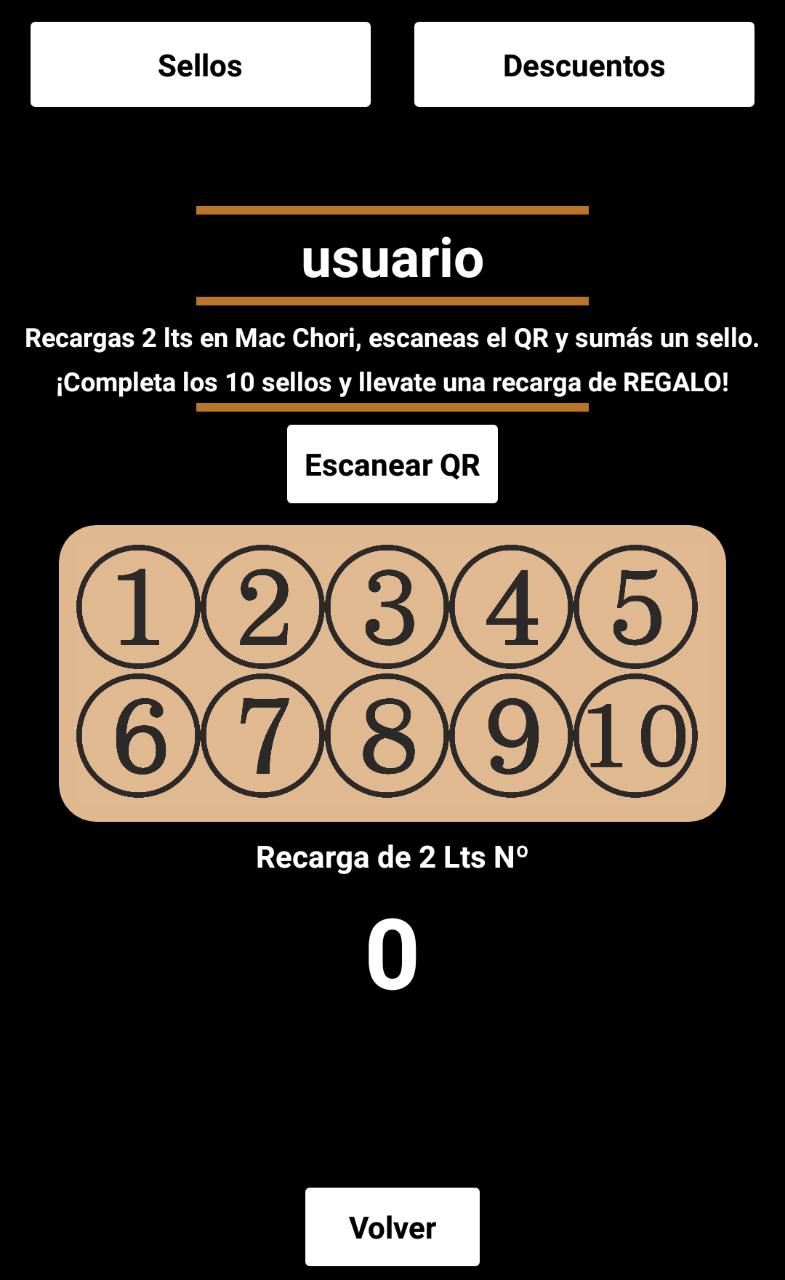 Sellos Descuentos
usuario
Recargas 2 lts en Mac Chori, escaneas el QR y sumás un sello.
¡Completa los 10 sellos y llevate una recarga de REGALO!
Escanear QR
1 2 3 4 5
6 7 8 9 10
Recarga de 2 Lts Nº
0
Volver